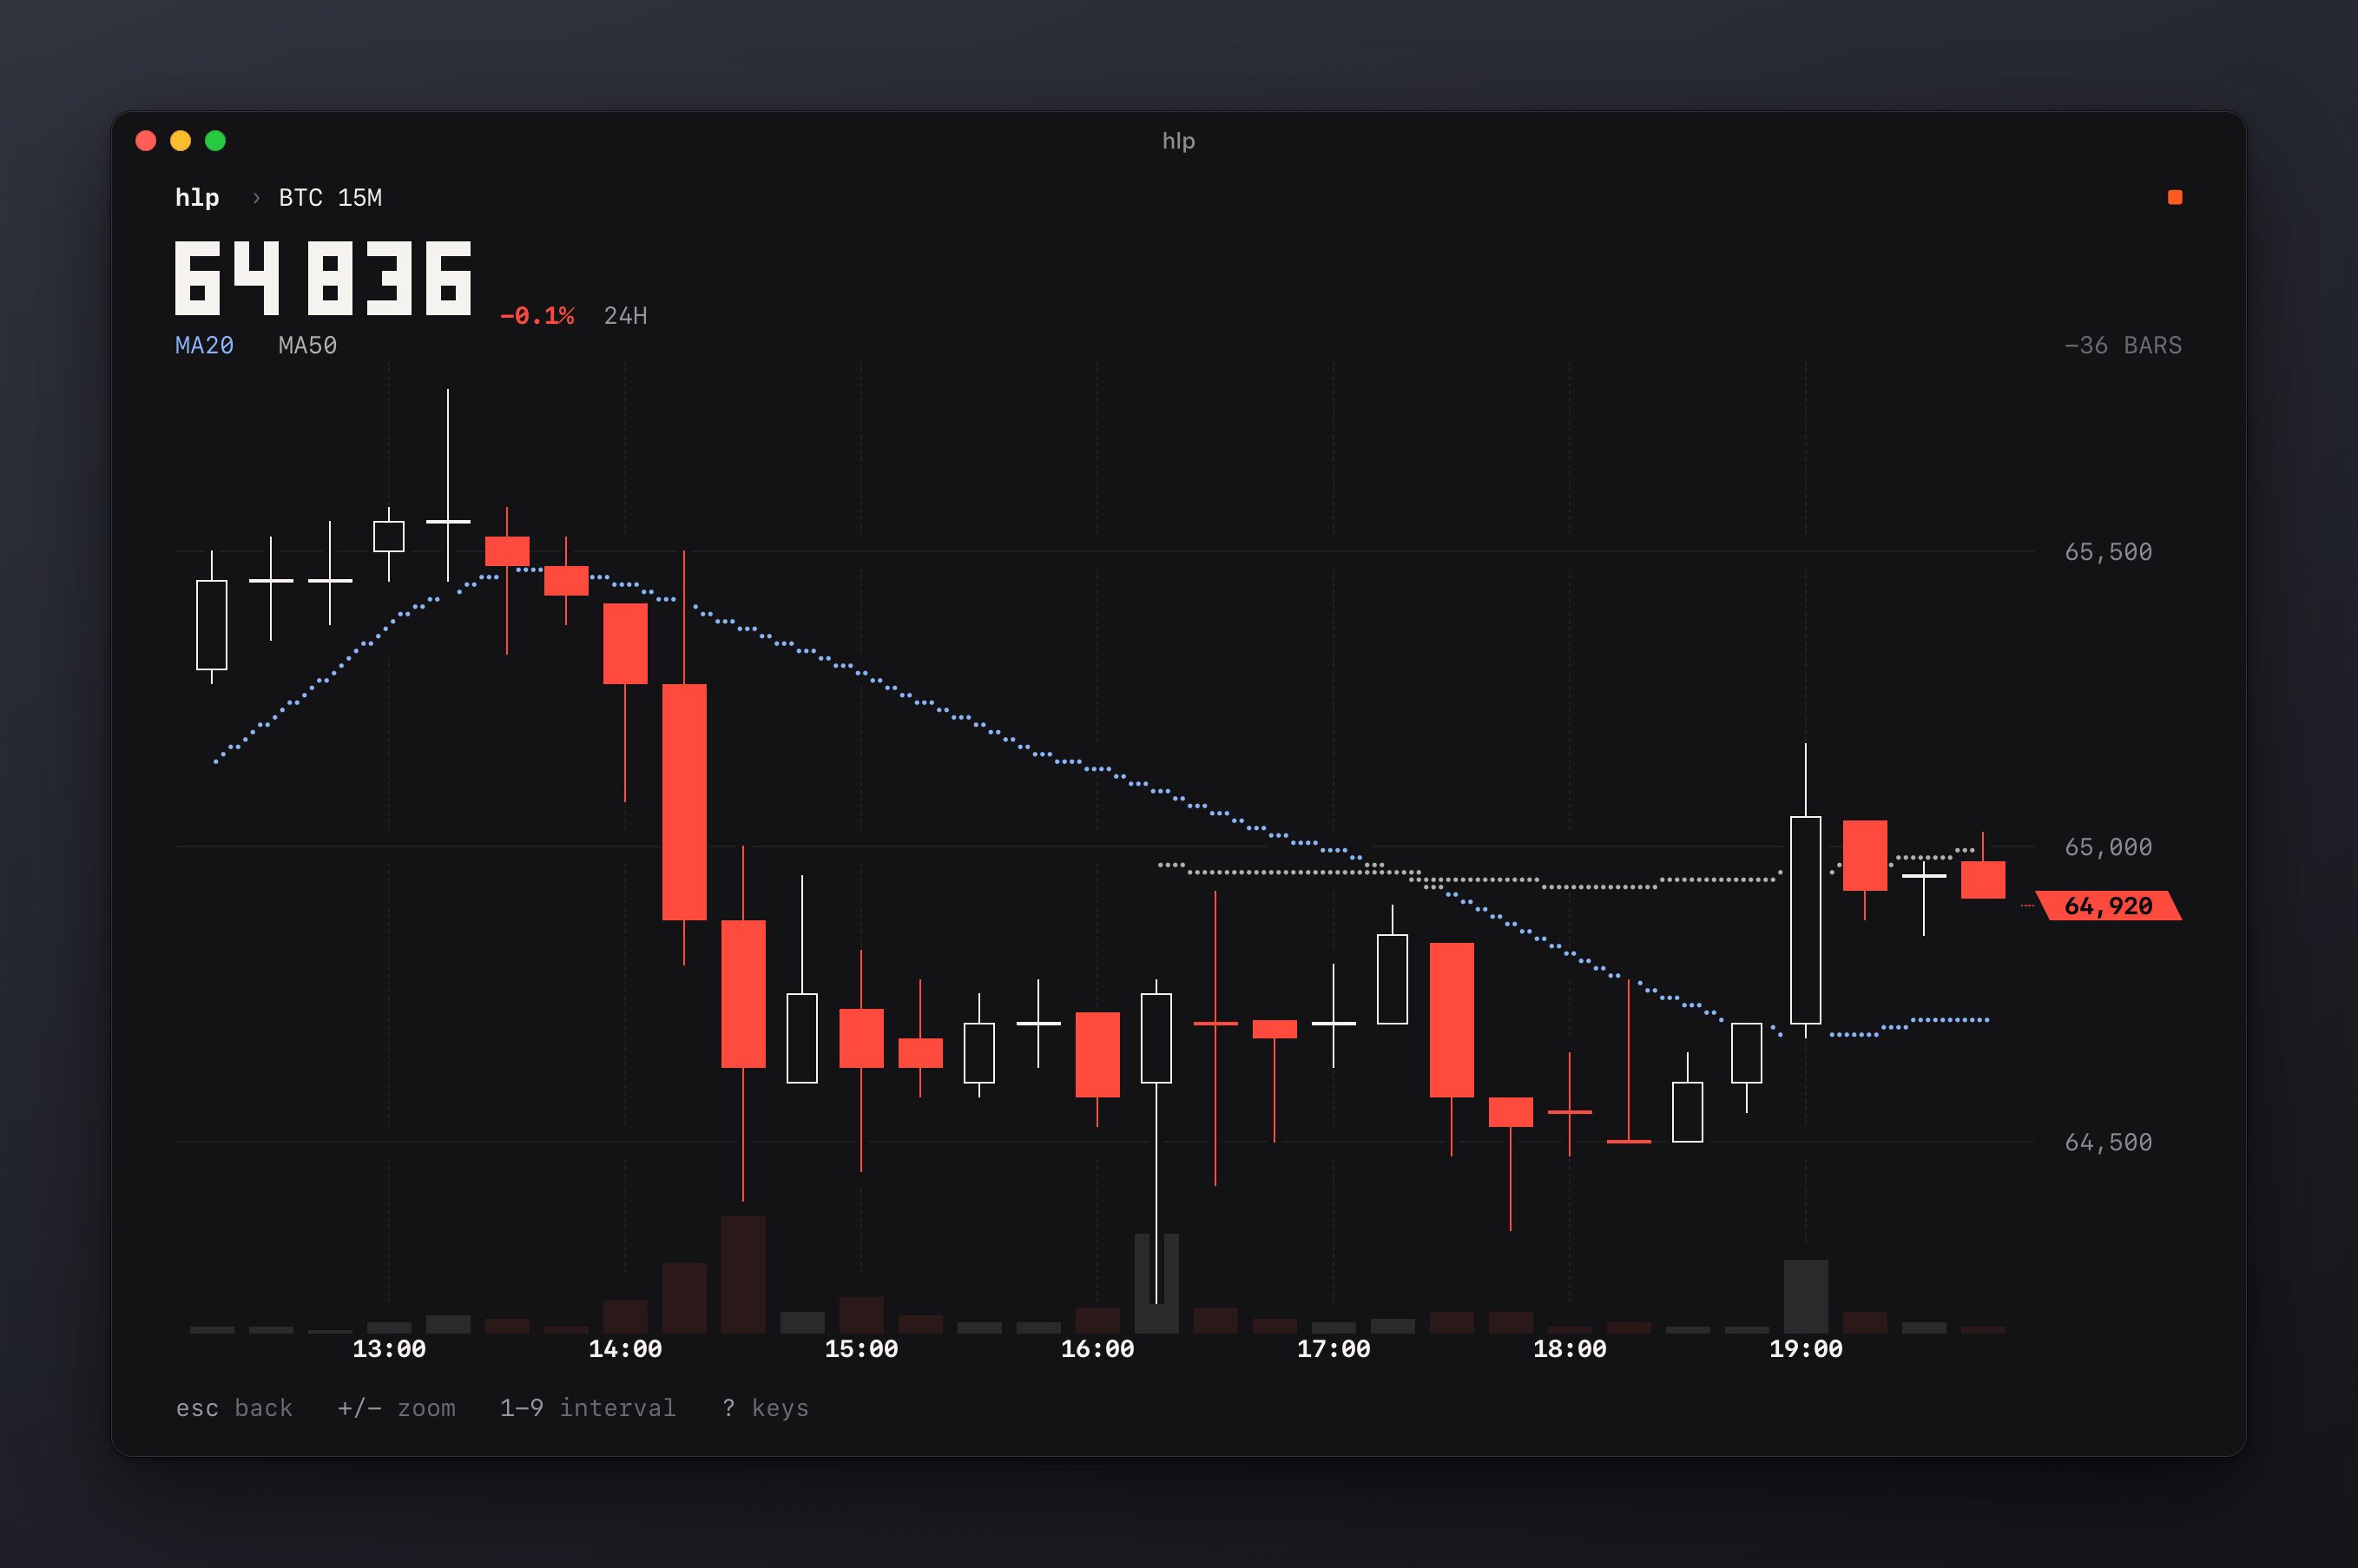 hlp
hlp › BTC 15M
64 836 −0.1% 24H
MA20 MA50 −36 BARS
65,500
65,000
64,920
64,500
13:00 14:00 15:00 16:00 17:00 18:00 19:00
esc back +/− zoom 1–9 interval ? keys